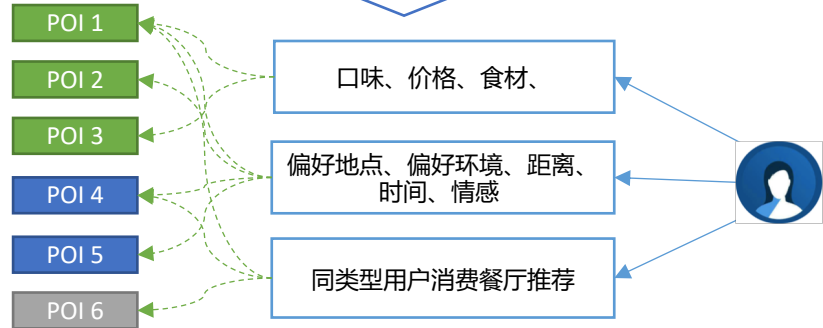 POI 1
POI 2
POI 3
POI 4
POI 5
POI 6
口味、价格、食材、
偏好地点、偏好环境、距离、
时间、情感
同类型用户消费餐厅推荐